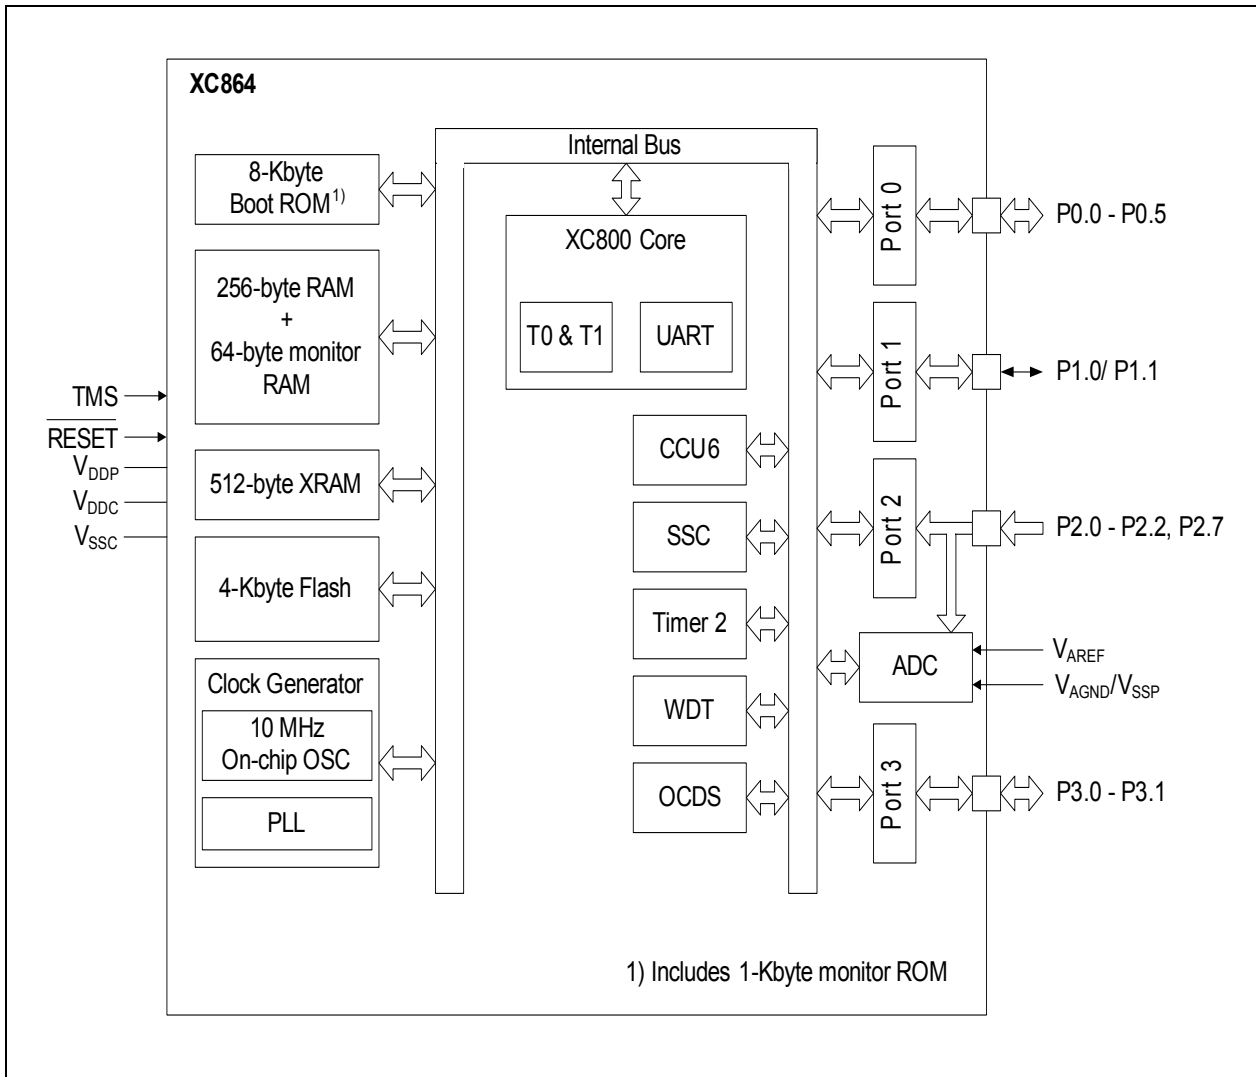 XC864
Internal Bus
8-Kbyte
Boot ROM1)
256-byte RAM
+
64-byte monitor
RAM
512-byte XRAM
4-Kbyte Flash
Clock Generator
10 MHz
On-chip OSC
PLL
TMS
RESET
VDDP
VDDC
VSSC
XC800 Core
T0 & T1
UART
CCU6
SSC
Timer 2
WDT
OCDS
Port 0
P0.0 - P0.5
Port 1
P1.0/ P1.1
Port 2
P2.0 - P2.2, P2.7
ADC
VAREF
VAGND/VSSP
Port 3
P3.0 - P3.1
1) Includes 1-Kbyte monitor ROM